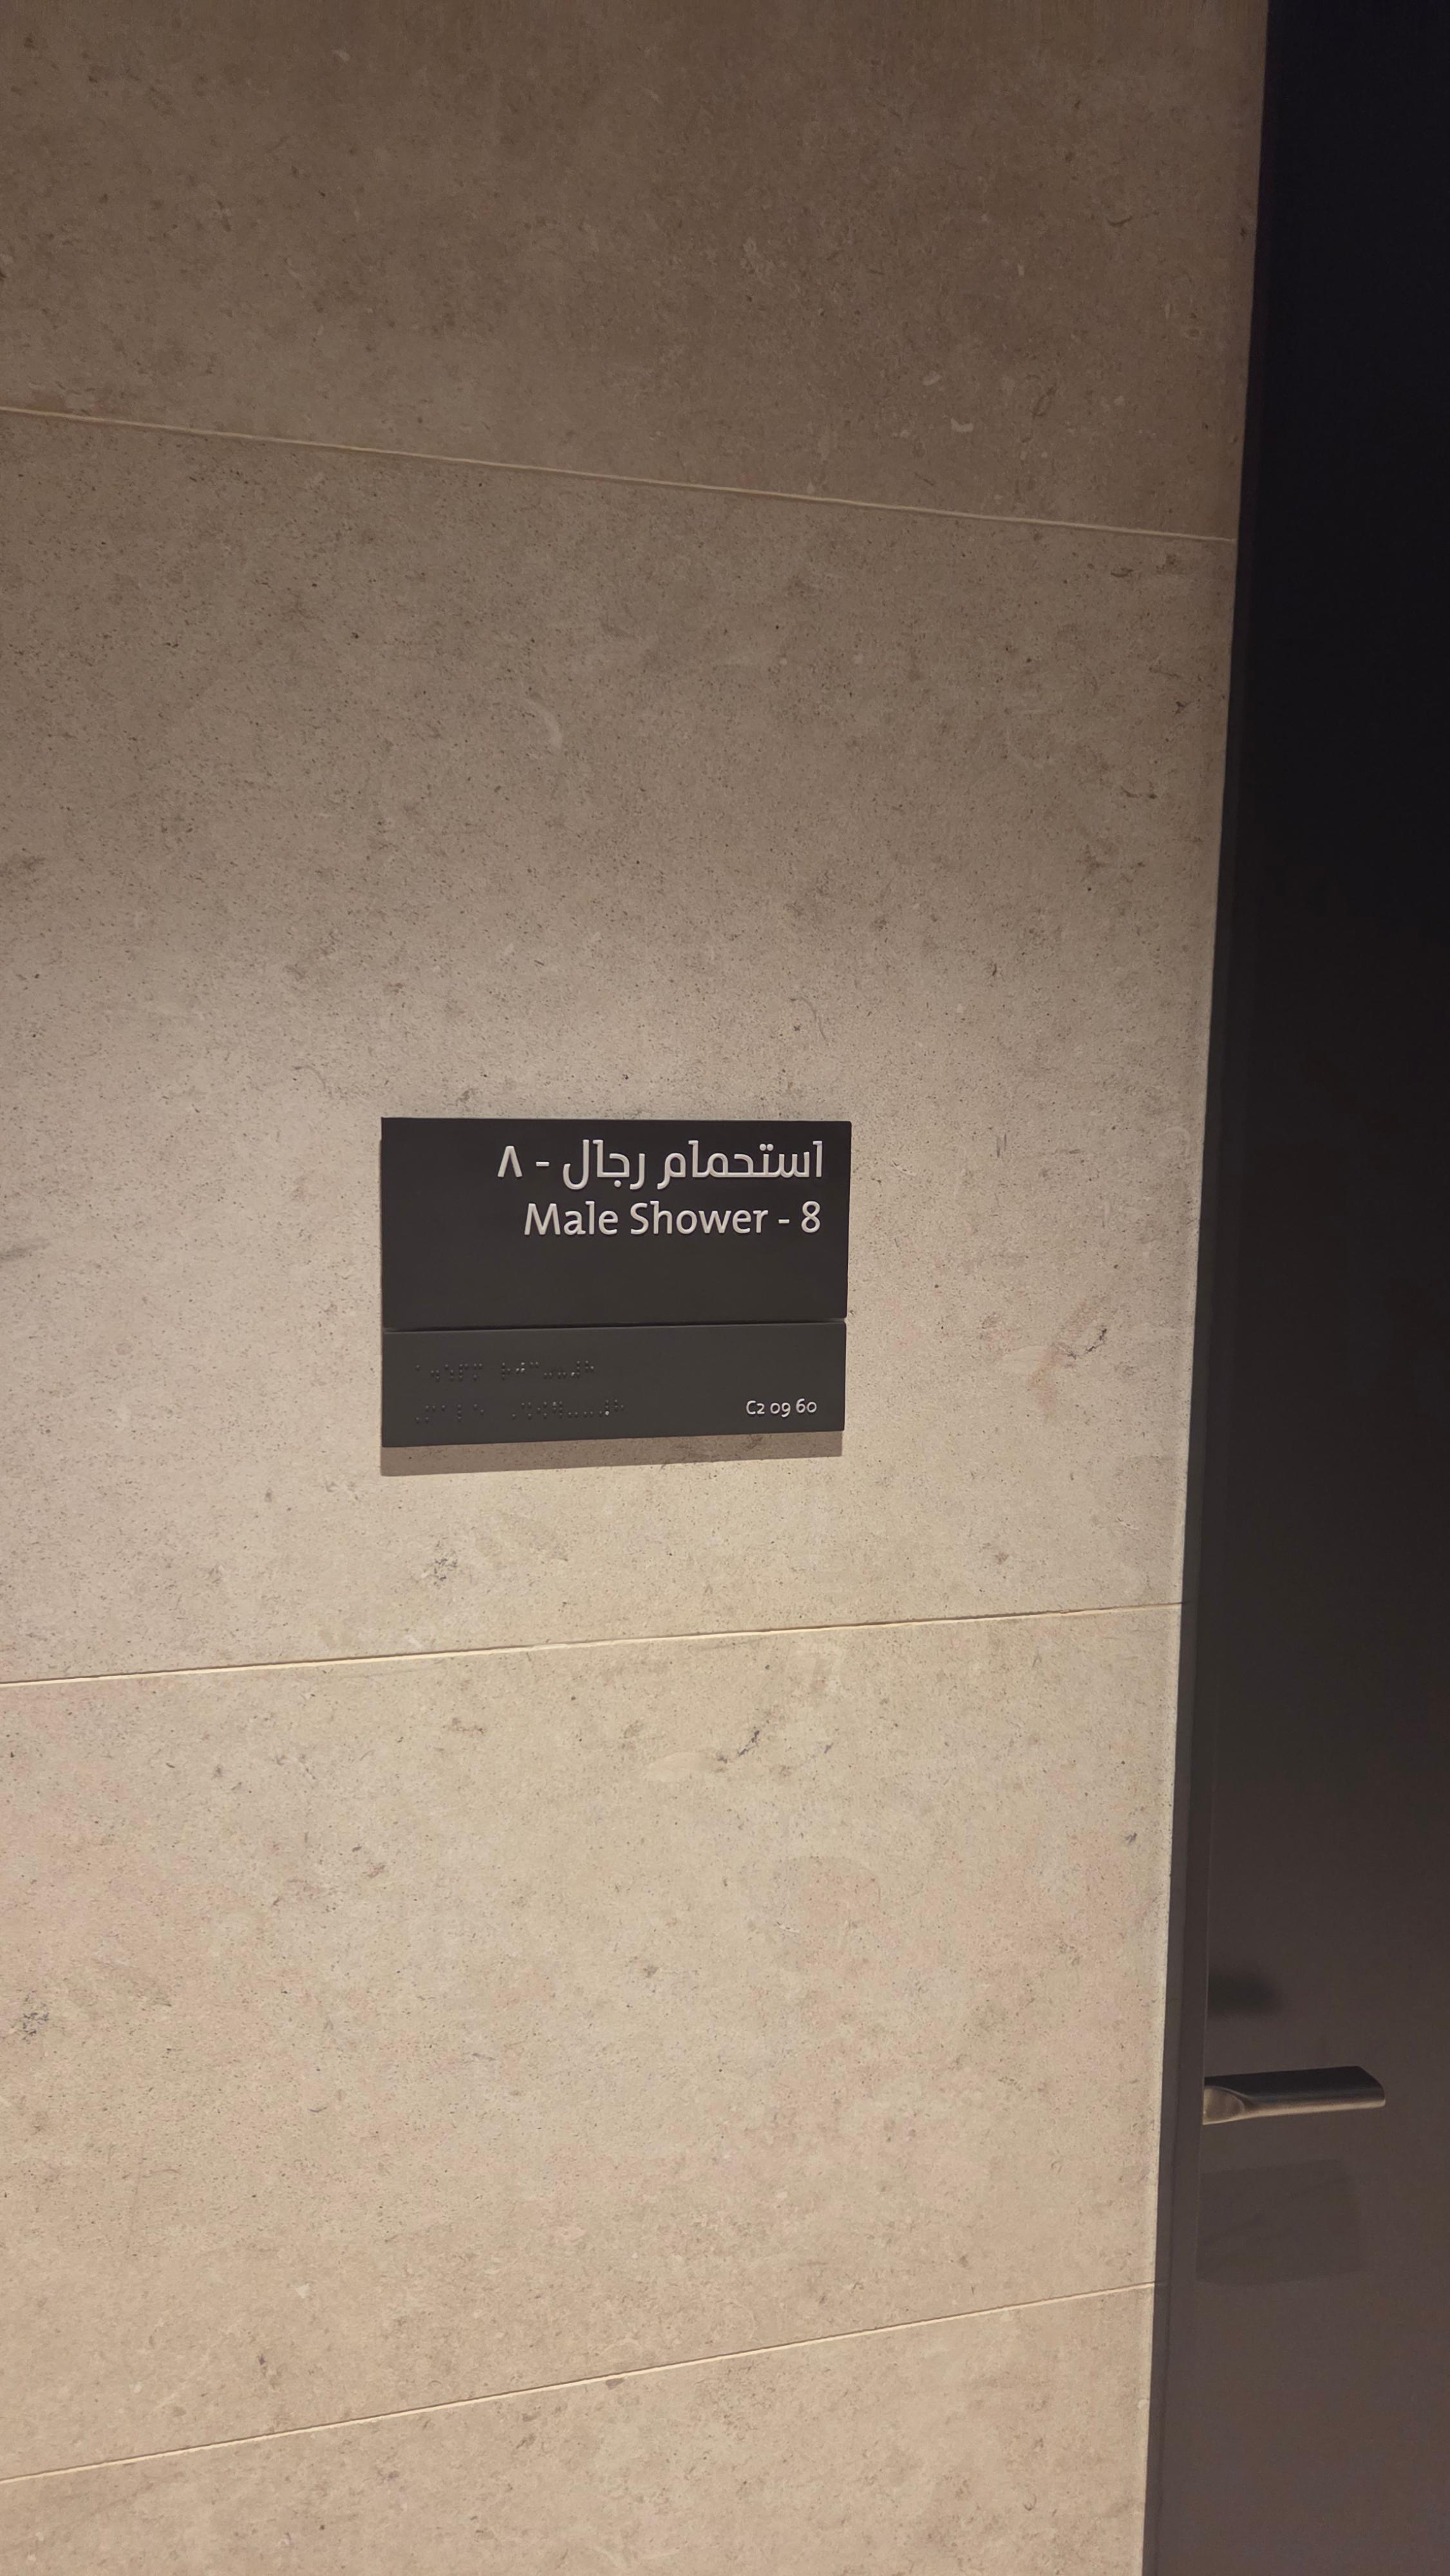 استحمام رجال - ٨
Male Shower - 8
C2 09 60